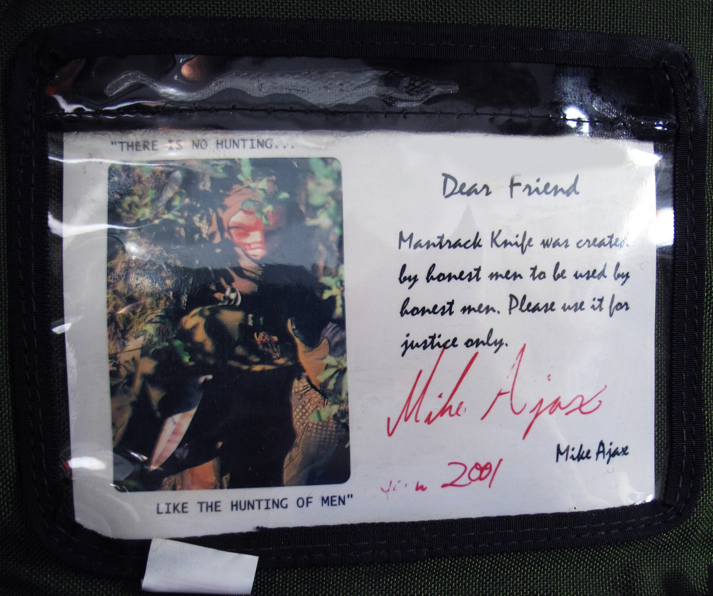 "THERE IS NO HUNTING...
LIKE THE HUNTING OF MEN"
Dear Friend
Mantrack Knife was created
by honest men to be used by
honest men. Please use it for
justice only.
Mike Ajax
Mike Ajax
2001